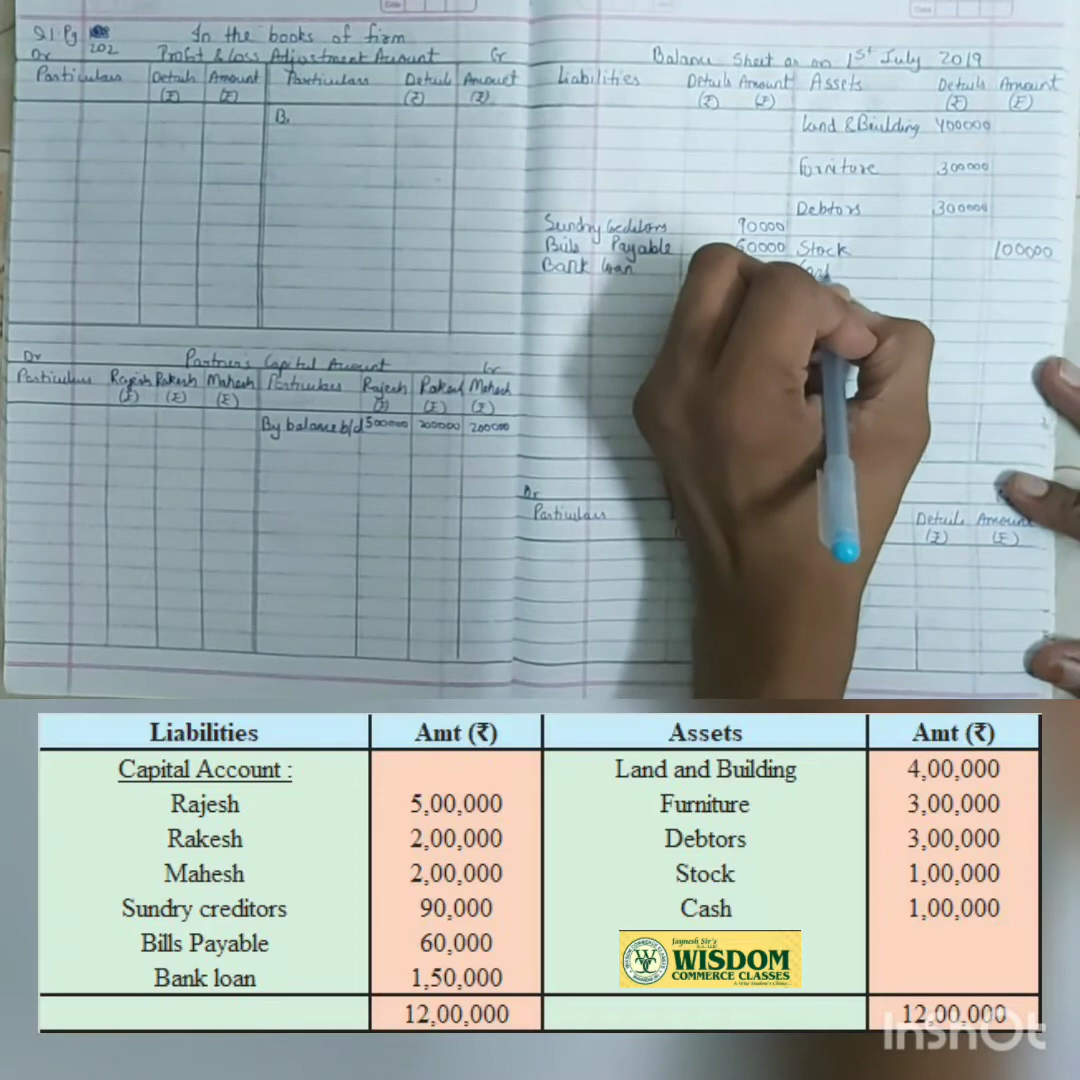 Q1. Pg 202
In the books of firm
Dr Profit & Loss Adjustment Account Cr
Particulars Details (₹) Amount (₹) Particulars Details (₹) Amount (₹)
B
Balance Sheet as on 1st July 2019
Liabilities Details (₹) Amount (₹) Assets Details (₹) Amount (₹)
Land & Building 400000
Furniture 300000
Debtors 300000
Sundry Creditors 90000
Bills Payable 60000 Stock 100000
Bank loan
Dr Partner's Capital Account Cr
Particulars Rajesh (₹) Rakesh (₹) Mahesh (₹) Particulars Rajesh (₹) Rakesh (₹) Mahesh (₹)
By balance b/d 500000 200000 200000
Dr
Particulars Details (₹) Amount (₹)
Liabilities Amt (₹) Assets Amt (₹)
Capital Account : Land and Building 4,00,000
Rajesh 5,00,000 Furniture 3,00,000
Rakesh 2,00,000 Debtors 3,00,000
Mahesh 2,00,000 Stock 1,00,000
Sundry creditors 90,000 Cash 1,00,000
Bills Payable 60,000
Bank loan 1,50,000
12,00,000 12,00,000
Jaynesh Sir's
WISDOM
COMMERCE CLASSES
InShOt